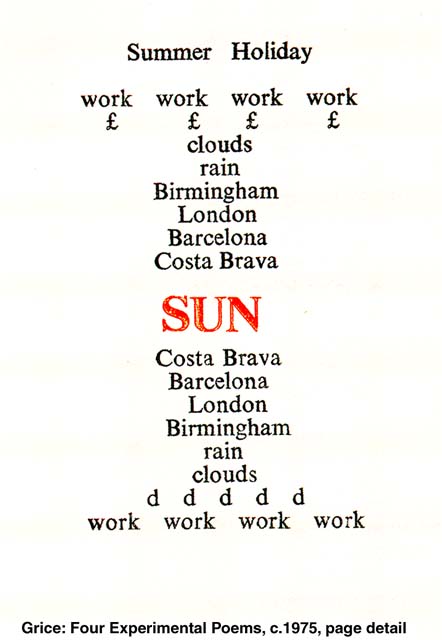 Summer Holiday
work work work work
£ £ £ £
clouds
rain
Birmingham
London
Barcelona
Costa Brava
SUN
Costa Brava
Barcelona
London
Birmingham
rain
clouds
d d d d d
work work work work
Grice: Four Experimental Poems, c.1975, page detail